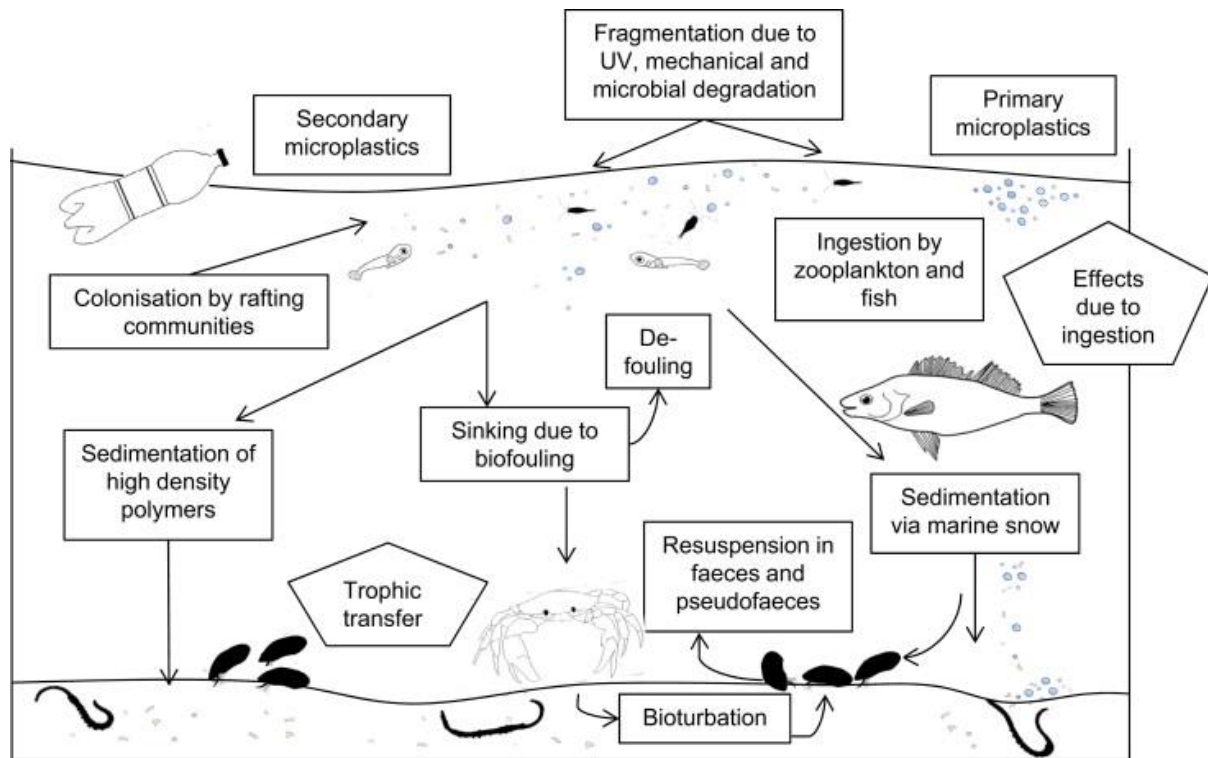 Fragmentation due to
UV, mechanical and
microbial degradation
Secondary
microplastics
Primary
microplastics
Colonisation by rafting
communities
Ingestion by
zooplankton and
fish
Effects
due to
ingestion
De-
fouling
Sinking due to
biofouling
Sedimentation of
high density
polymers
Sedimentation
via marine snow
Resuspension in
faeces and
pseudofaeces
Trophic
transfer
Bioturbation